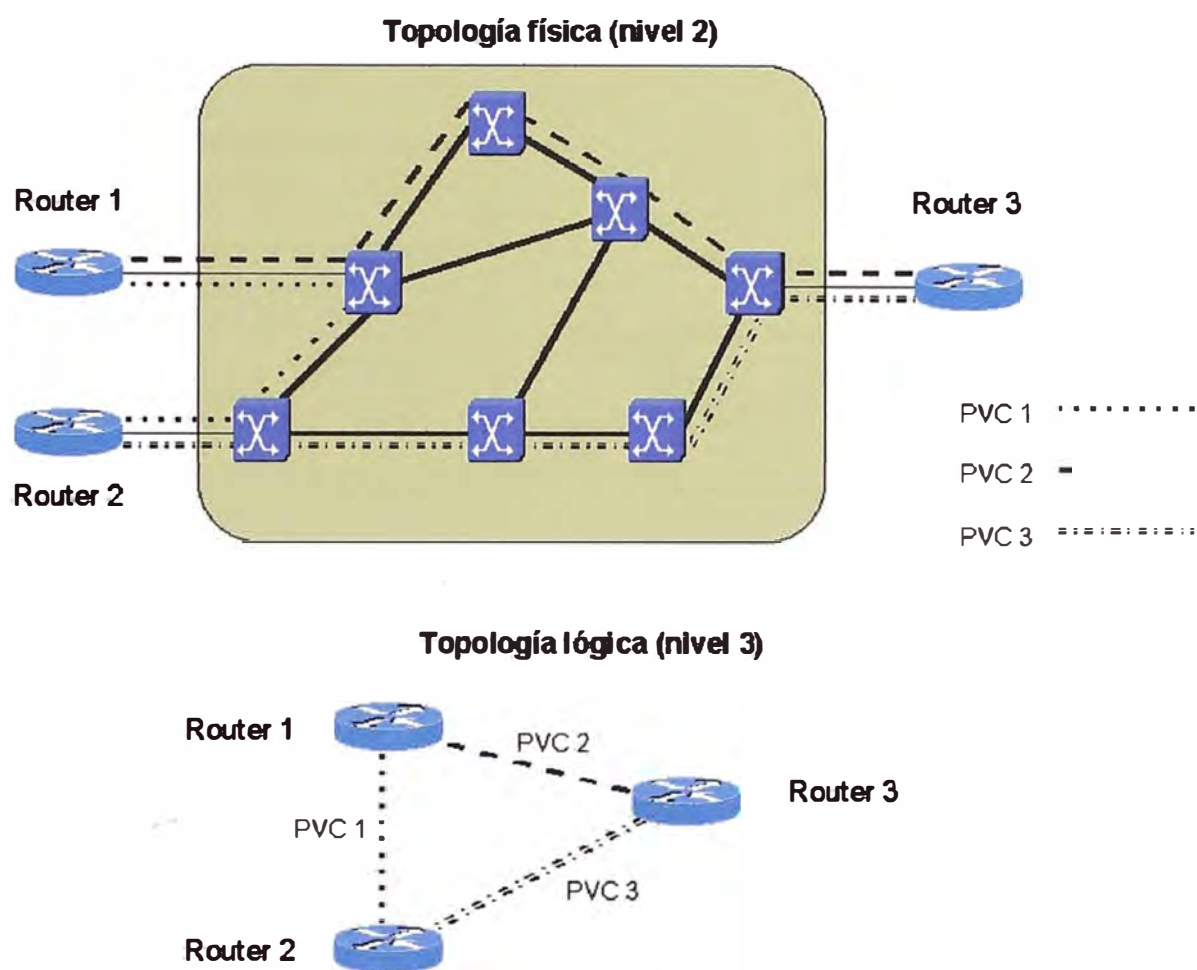 Topología física (nivel 2)
Router 1
Router 3
Router 2
PVC 1
PVC 2
PVC 3
Topología lógica (nivel 3)
Router 1
PVC 2
Router 3
PVC 1
PVC 3
Router 2